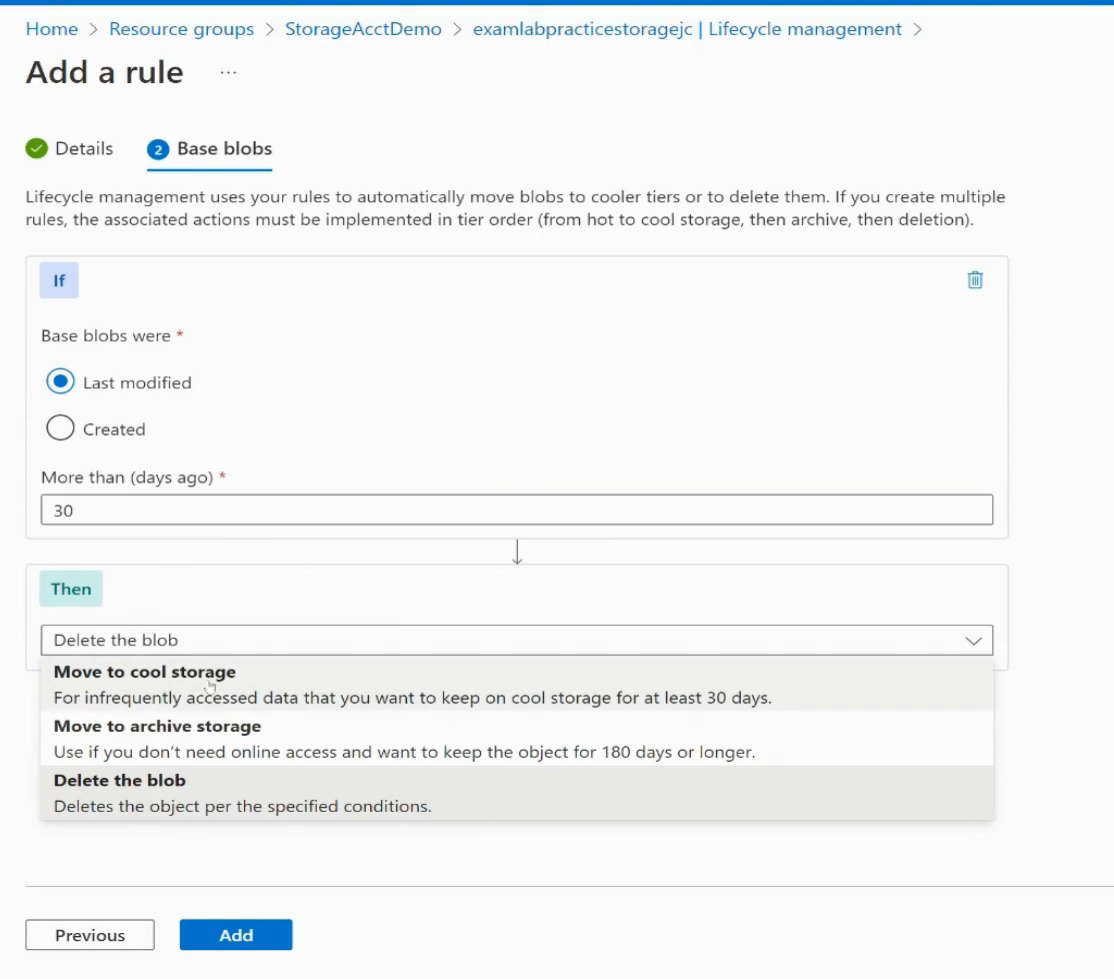 Home > Resource groups > StorageAcctDemo > examlabpracticestoragejc | Lifecycle management >
Add a rule ...
Details 2 Base blobs
Lifecycle management uses your rules to automatically move blobs to cooler tiers or to delete them. If you create multiple
rules, the associated actions must be implemented in tier order (from hot to cool storage, then archive, then deletion).
If
Base blobs were *
Last modified
Created
More than (days ago) *
30
Then
Delete the blob
Move to cool storage
For infrequently accessed data that you want to keep on cool storage for at least 30 days.
Move to archive storage
Use if you don’t need online access and want to keep the object for 180 days or longer.
Delete the blob
Deletes the object per the specified conditions.
Previous Add